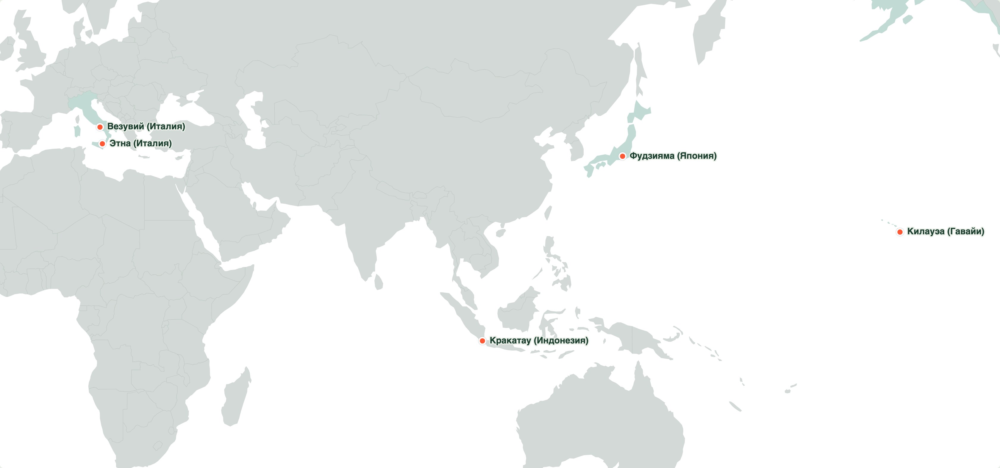 Везувий (Италия)
Этна (Италия)
Фудзияма (Япония)
Килауэа (Гавайи)
Кракатау (Индонезия)